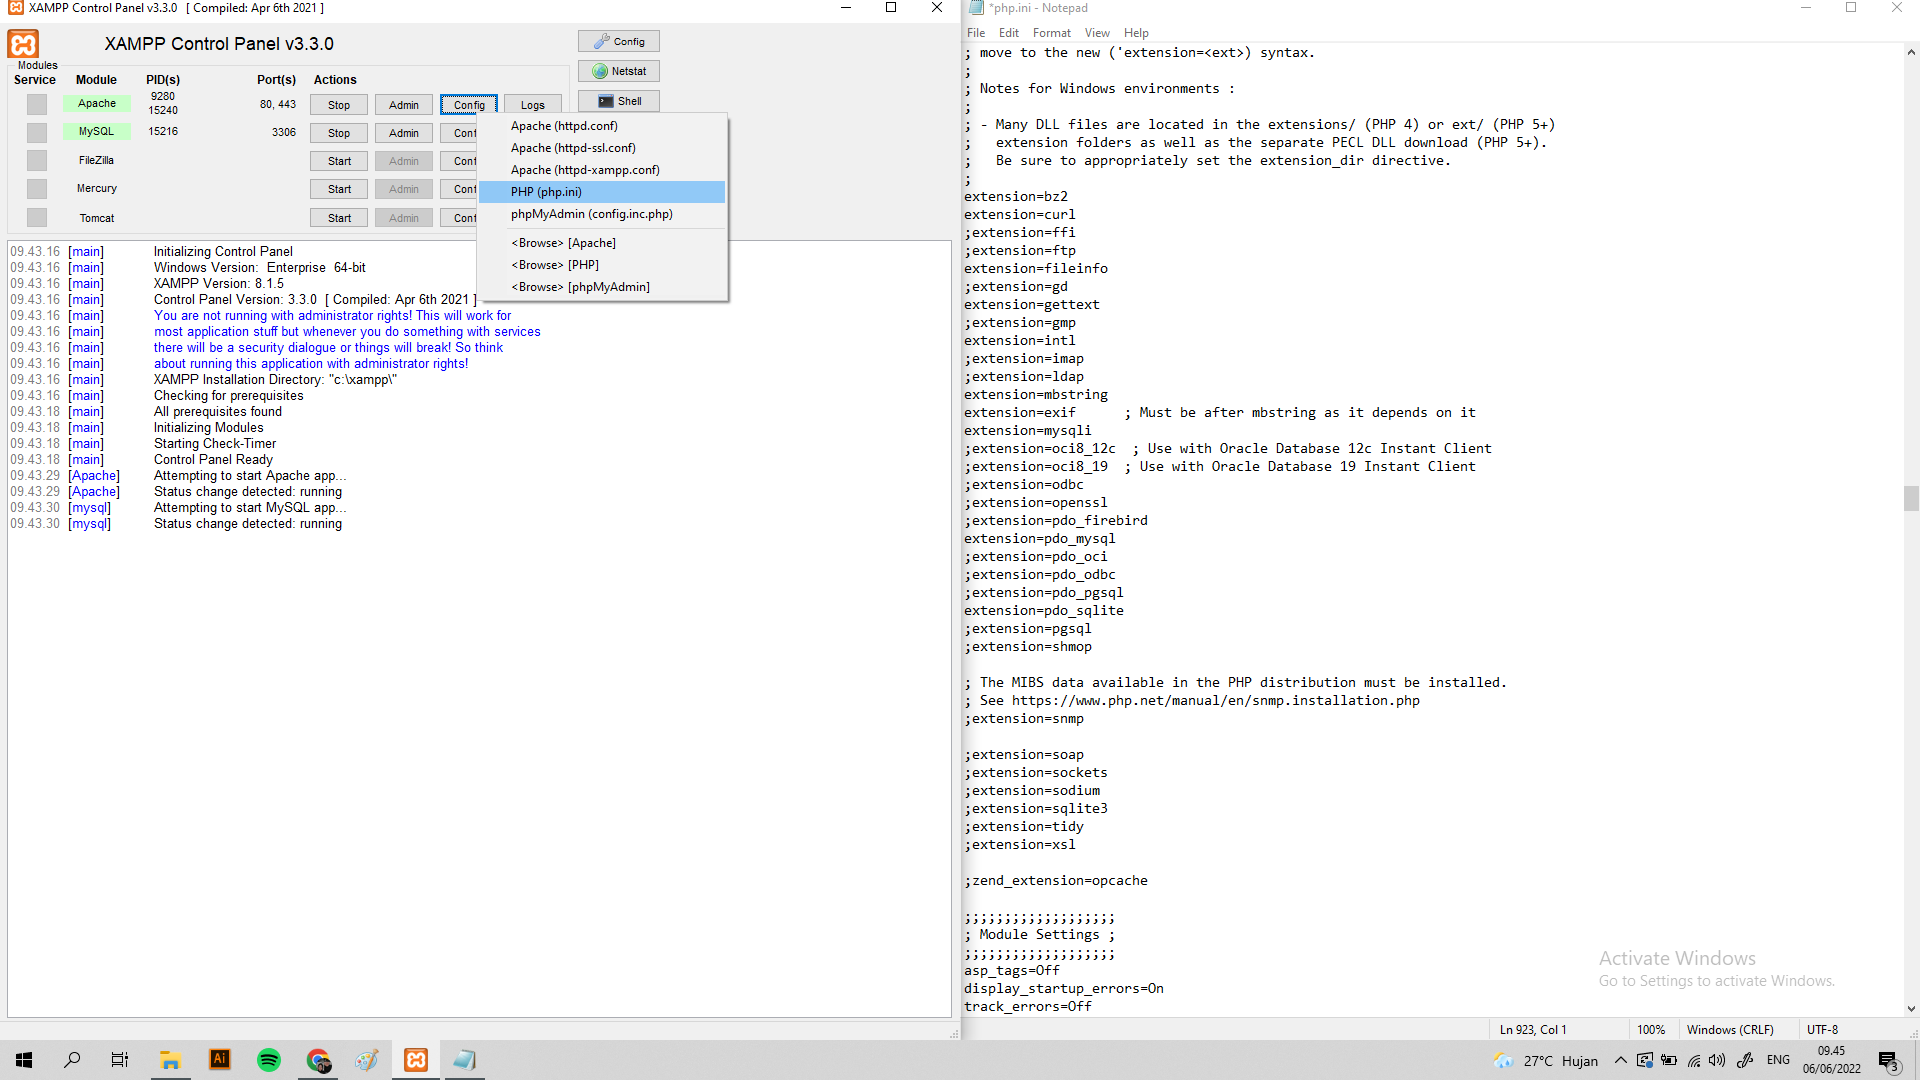 XAMPP Control Panel v3.3.0 [ Compiled: Apr 6th 2021 ]
XAMPP Control Panel v3.3.0
Modules
Service Module PID(s) Port(s) Actions
Apache 9280 15240 80, 443 Stop Admin Config Logs
MySQL 15216 3306 Stop Admin Conf
FileZilla Start Admin Conf
Mercury Start Admin Conf
Tomcat Start Admin Conf
Config
Netstat
Shell
Apache (httpd.conf)
Apache (httpd-ssl.conf)
Apache (httpd-xampp.conf)
PHP (php.ini)
phpMyAdmin (config.inc.php)
<Browse> [Apache]
<Browse> [PHP]
<Browse> [phpMyAdmin]
09.43.16 [main] Initializing Control Panel
09.43.16 [main] Windows Version: Enterprise 64-bit
09.43.16 [main] XAMPP Version: 8.1.5
09.43.16 [main] Control Panel Version: 3.3.0 [ Compiled: Apr 6th 2021 ]
09.43.16 [main] You are not running with administrator rights! This will work for
09.43.16 [main] most application stuff but whenever you do something with services
09.43.16 [main] there will be a security dialogue or things will break! So think
09.43.16 [main] about running this application with administrator rights!
09.43.16 [main] XAMPP Installation Directory: "c:\xampp\"
09.43.16 [main] Checking for prerequisites
09.43.18 [main] All prerequisites found
09.43.18 [main] Initializing Modules
09.43.18 [main] Starting Check-Timer
09.43.18 [main] Control Panel Ready
09.43.29 [Apache] Attempting to start Apache app...
09.43.29 [Apache] Status change detected: running
09.43.30 [mysql] Attempting to start MySQL app...
09.43.30 [mysql] Status change detected: running
*php.ini - Notepad
File Edit Format View Help
; move to the new ('extension=<ext>) syntax.
;
; Notes for Windows environments :
;
; - Many DLL files are located in the extensions/ (PHP 4) or ext/ (PHP 5+)
;   extension folders as well as the separate PECL DLL download (PHP 5+).
;   Be sure to appropriately set the extension_dir directive.
;
extension=bz2
extension=curl
;extension=ffi
;extension=ftp
extension=fileinfo
;extension=gd
extension=gettext
;extension=gmp
extension=intl
;extension=imap
;extension=ldap
extension=mbstring
extension=exif      ; Must be after mbstring as it depends on it
extension=mysqli
;extension=oci8_12c  ; Use with Oracle Database 12c Instant Client
;extension=oci8_19  ; Use with Oracle Database 19 Instant Client
;extension=odbc
;extension=openssl
;extension=pdo_firebird
extension=pdo_mysql
;extension=pdo_oci
;extension=pdo_odbc
;extension=pdo_pgsql
extension=pdo_sqlite
;extension=pgsql
;extension=shmop
; The MIBS data available in the PHP distribution must be installed.
; See https://www.php.net/manual/en/snmp.installation.php
;extension=snmp
;extension=soap
;extension=sockets
;extension=sodium
;extension=sqlite3
;extension=tidy
;extension=xsl
;zend_extension=opcache
;;;;;;;;;;;;;;;;;;;
; Module Settings ;
;;;;;;;;;;;;;;;;;;;
asp_tags=Off
display_startup_errors=On
track_errors=Off
Activate Windows
Go to Settings to activate Windows.
Ln 923, Col 1 100% Windows (CRLF) UTF-8
Ai
27°C Hujan ENG 09.45
06/06/2022 3